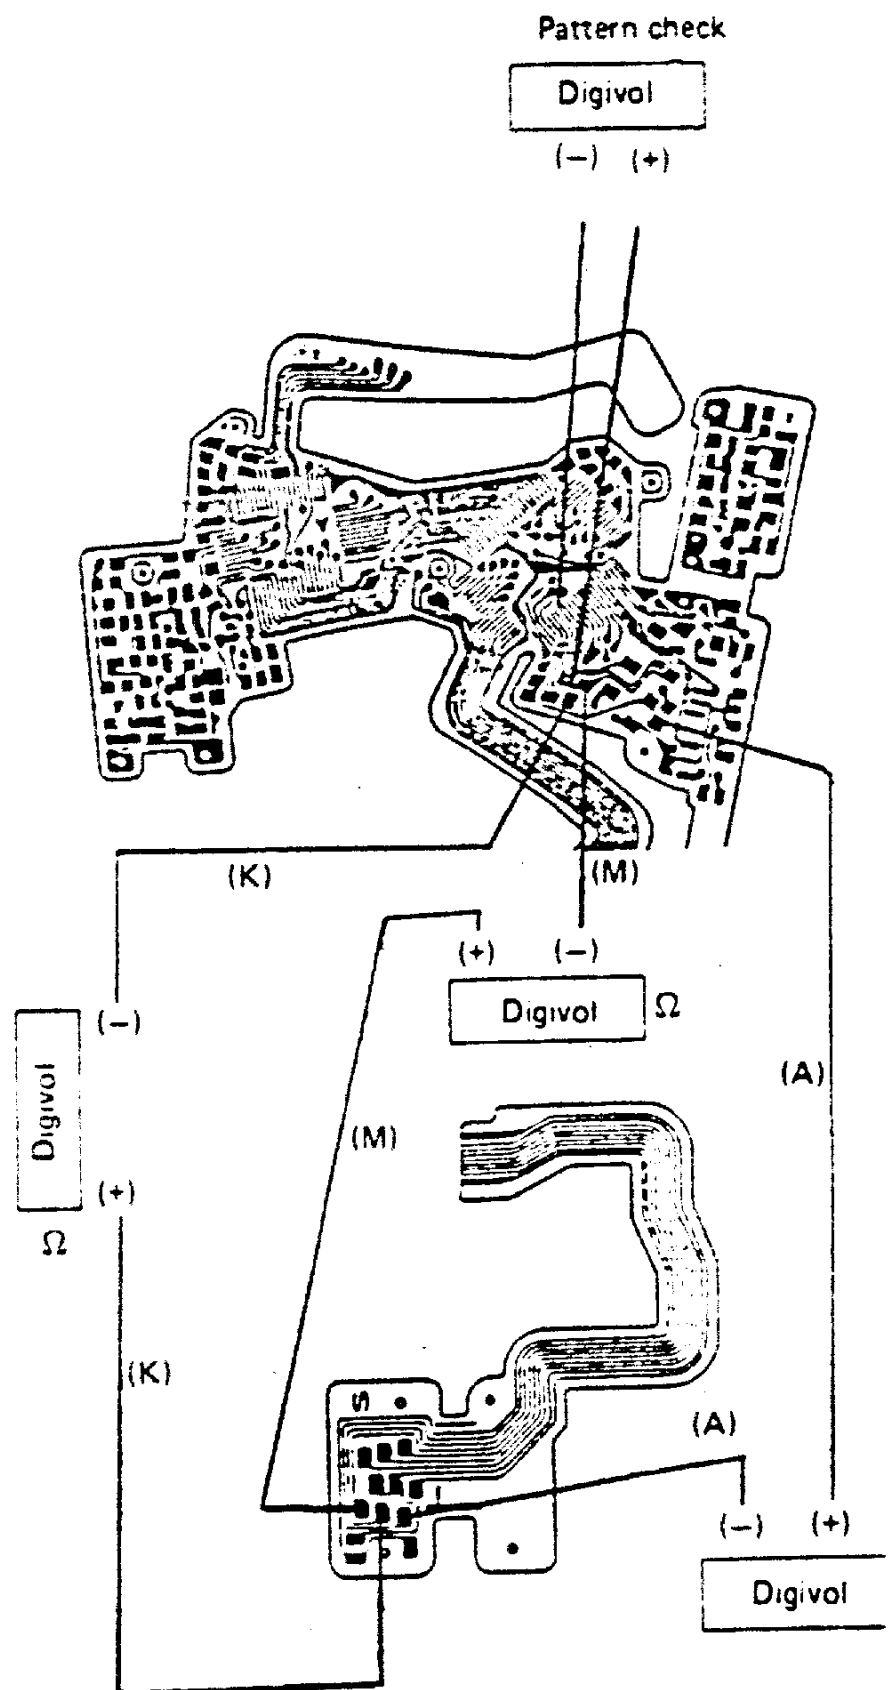 Pattern check
Digivol
(−) (+)
(K)
(M)
(+) (−)
Digivol Ω
(−)
Digivol
(+)
Ω
(A)
(M)
(K)
S
(A)
(−) (+)
Digivol